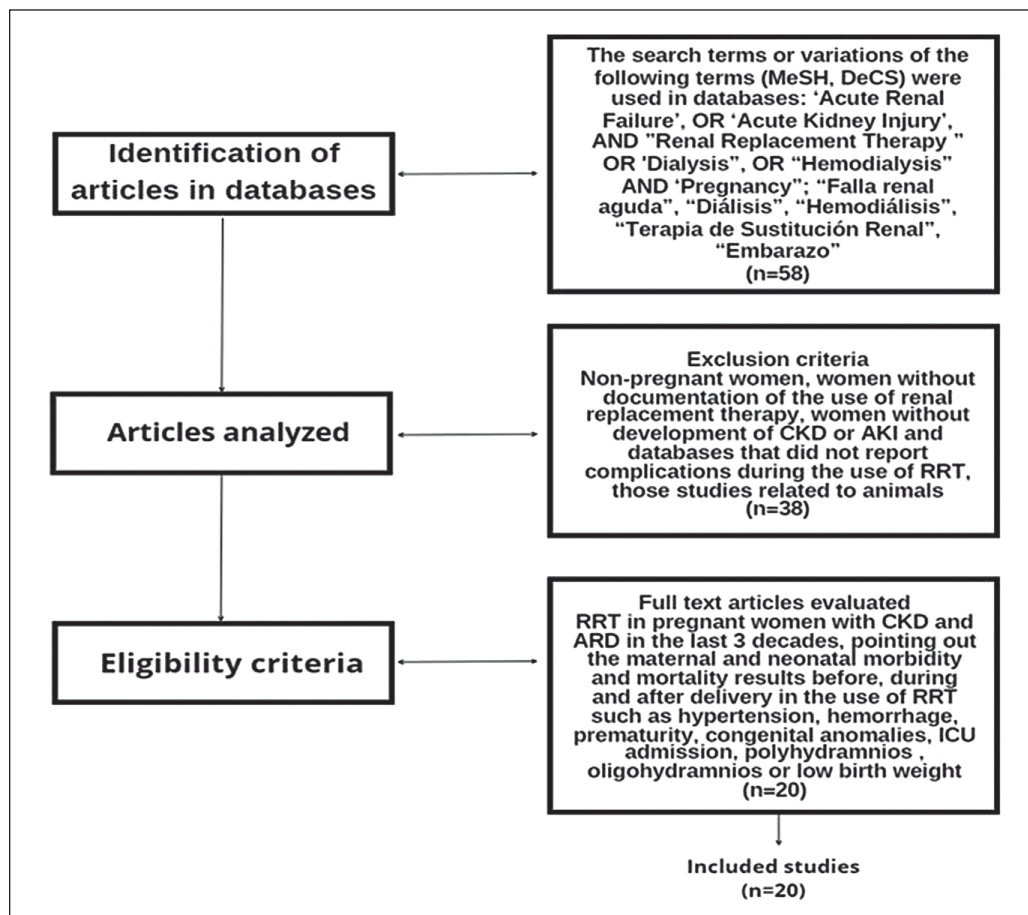 Identification of
articles in databases
The search terms or variations of the
following terms (MeSH, DeCS) were
used in databases: ‘Acute Renal
Failure’, OR ‘Acute Kidney Injury’,
AND ”Renal Replacement Therapy ”
OR 'Dialysis”, OR “Hemodialysis”
AND ‘Pregnancy”; “Falla renal
aguda”, “Diálisis”, “Hemodiálisis”,
“Terapia de Sustitución Renal”,
“Embarazo”
(n=58)
Articles analyzed
Exclusion criteria
Non-pregnant women, women without
documentation of the use of renal
replacement therapy, women without
development of CKD or AKI and
databases that did not report
complications during the use of RRT,
those studies related to animals
(n=38)
Eligibility criteria
Full text articles evaluated
RRT in pregnant women with CKD and
ARD in the last 3 decades, pointing out
the maternal and neonatal morbidity
and mortality results before, during
and after delivery in the use of RRT
such as hypertension, hemorrhage,
prematurity, congenital anomalies, ICU
admission, polyhydramnios ,
oligohydramnios or low birth weight
(n=20)
Included studies
(n=20)